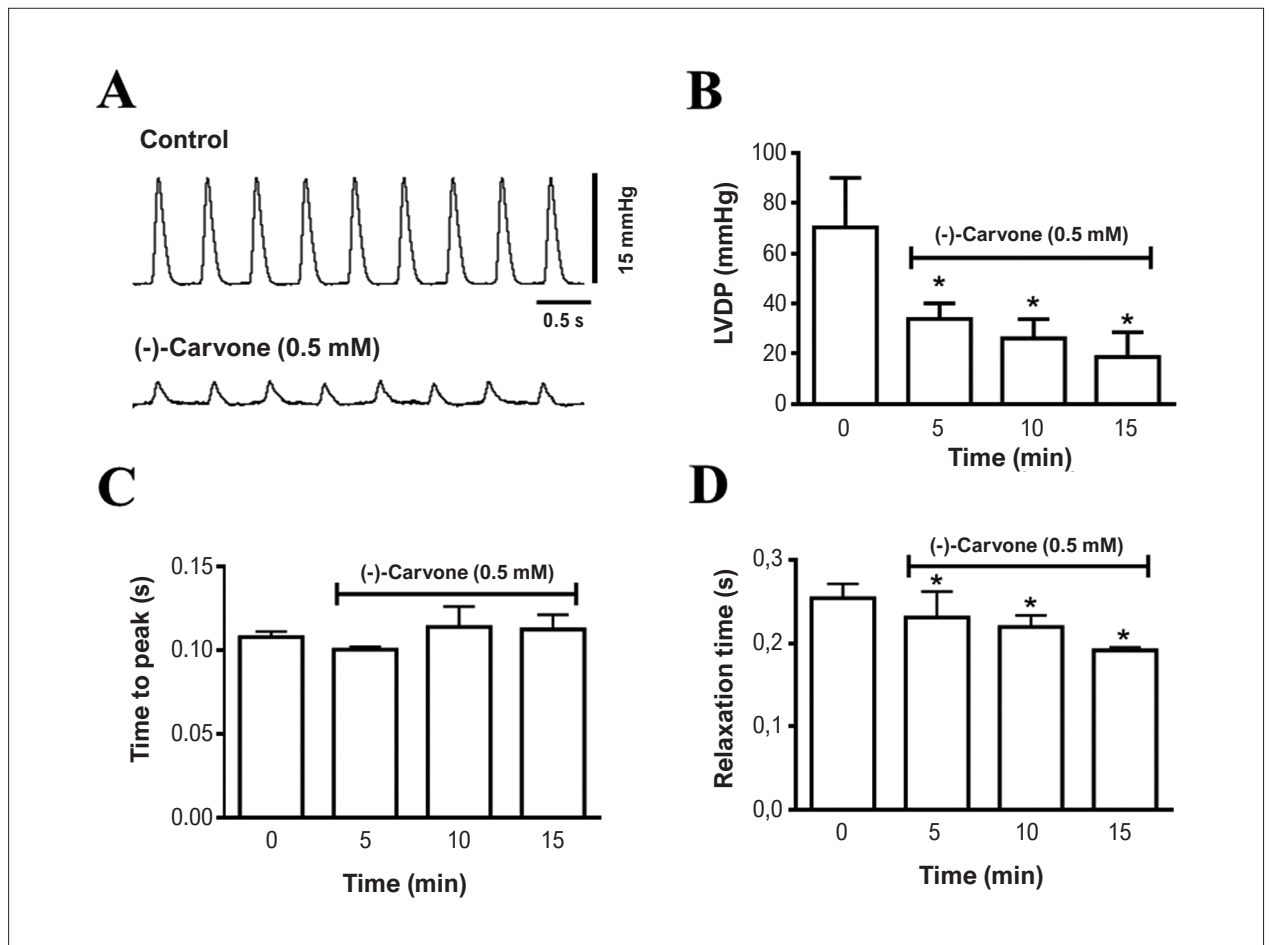 A
Control
15 mmHg
0.5 s
(-)-Carvone (0.5 mM)
B
LVDP (mmHg)
100
80
60
40
20
0
(-)-Carvone (0.5 mM)
* * *
0 5 10 15
Time (min)
C
Time to peak (s)
0.15
0.10
0.05
0.00
(-)-Carvone (0.5 mM)
0 5 10 15
Time (min)
D
Relaxation time (s)
0,3
0,2
0,1
0,0
(-)-Carvone (0.5 mM)
* * *
0 5 10 15
Time (min)